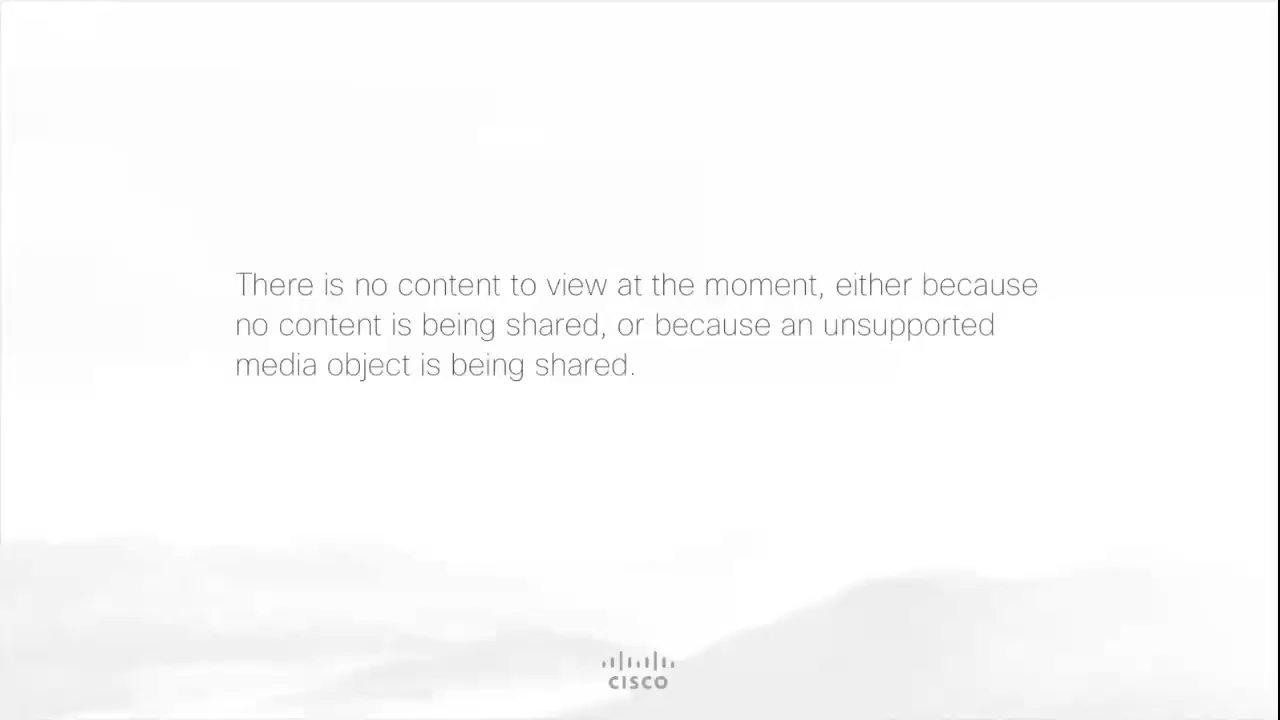 There is no content to view at the moment, either because
no content is being shared, or because an unsupported
media object is being shared.
CISCO